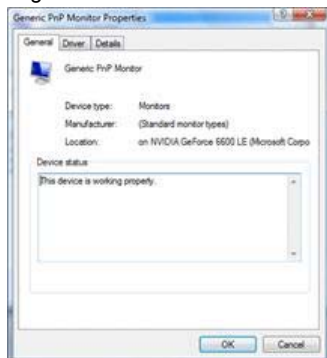 Generic PnP Monitor Properties
General Driver Details
Generic PnP Monitor
Device type: Monitors
Manufacturer: (Standard monitor types)
Location: on NVIDIA GeForce 6600 LE (Microsoft Corpo
Device status
This device is working properly.
OK Cancel